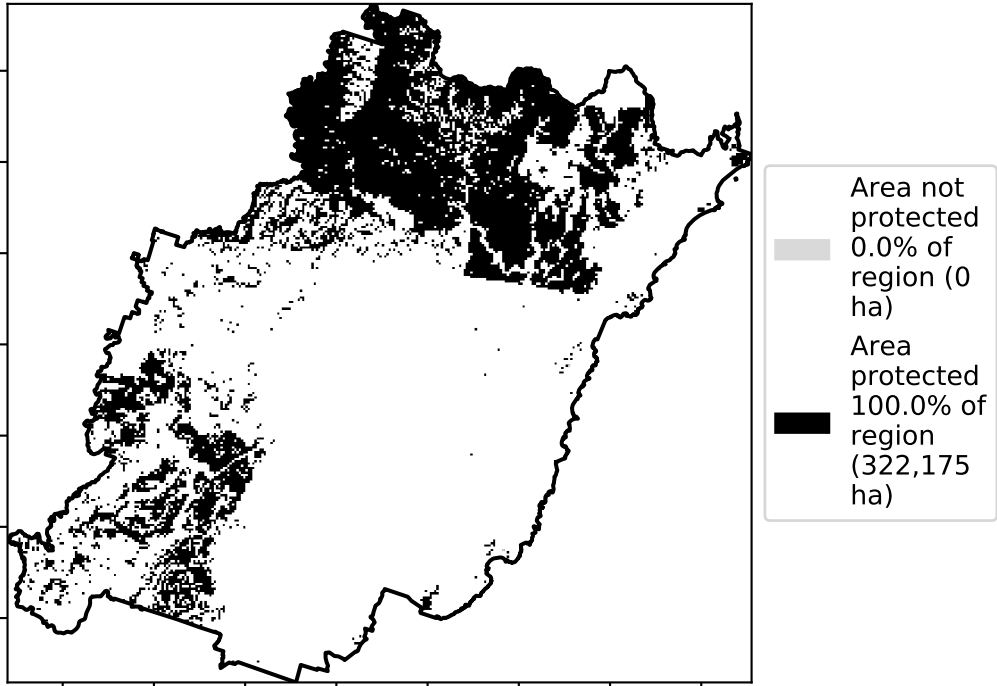 Area not
protected
0.0% of
region (0
ha)
Area
protected
100.0% of
region
(322,175
ha)